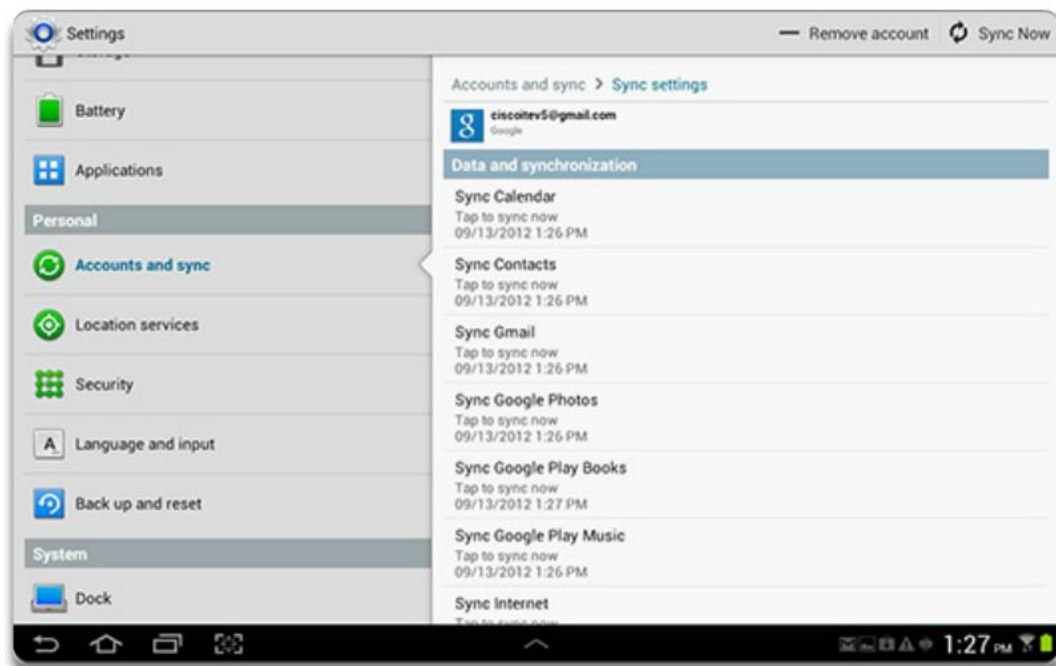 Settings
Remove account
Sync Now
Storage
Battery
Applications
Personal
Accounts and sync
Location services
Security
A Language and input
Back up and reset
System
Dock
Accounts and sync > Sync settings
8 ciscoitev5@gmail.com
Google
Data and synchronization
Sync Calendar
Tap to sync now
09/13/2012 1:26 PM
Sync Contacts
Tap to sync now
09/13/2012 1:26 PM
Sync Gmail
Tap to sync now
09/13/2012 1:26 PM
Sync Google Photos
Tap to sync now
09/13/2012 1:26 PM
Sync Google Play Books
Tap to sync now
09/13/2012 1:27 PM
Sync Google Play Music
Tap to sync now
09/13/2012 1:26 PM
Sync Internet
Tap to sync now
1:27 PM